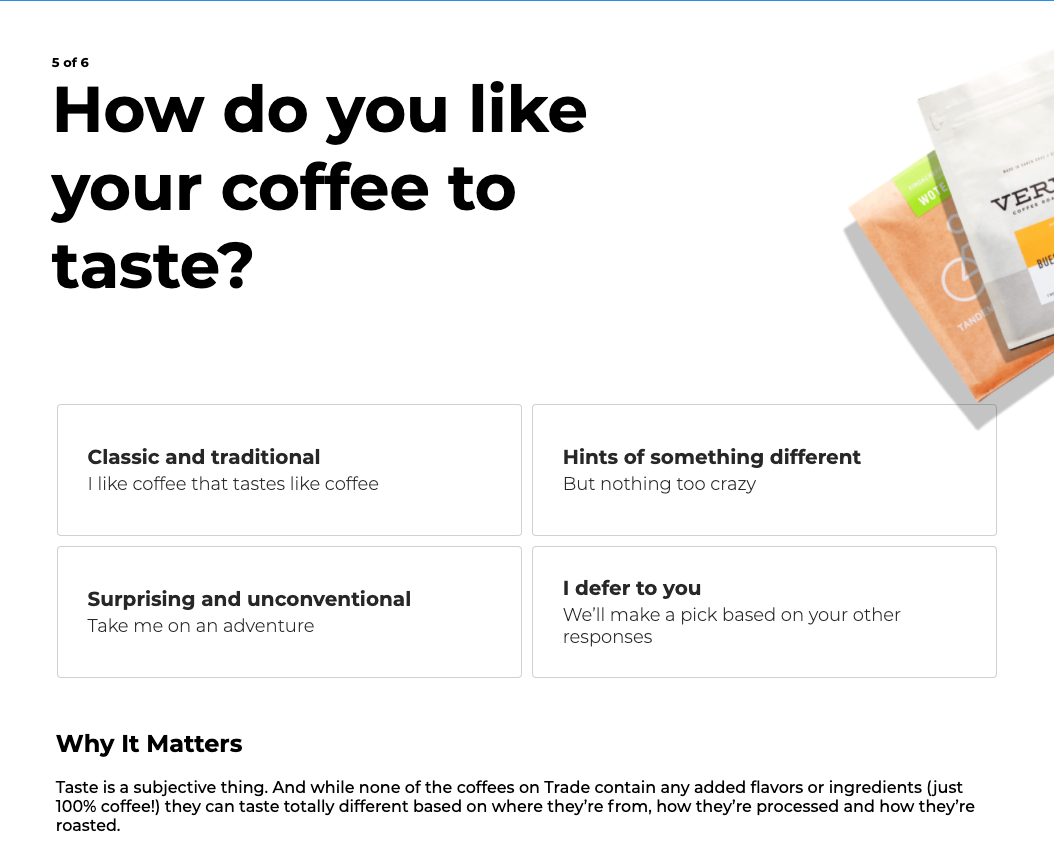 5 of 6
How do you like
your coffee to
taste?
WOTE
VER
TANDEM
Classic and traditional
I like coffee that tastes like coffee
Hints of something different
But nothing too crazy
Surprising and unconventional
Take me on an adventure
I defer to you
We’ll make a pick based on your other
responses
Why It Matters
Taste is a subjective thing. And while none of the coffees on Trade contain any added flavors or ingredients (just
100% coffee!) they can taste totally different based on where they’re from, how they’re processed and how they’re
roasted.